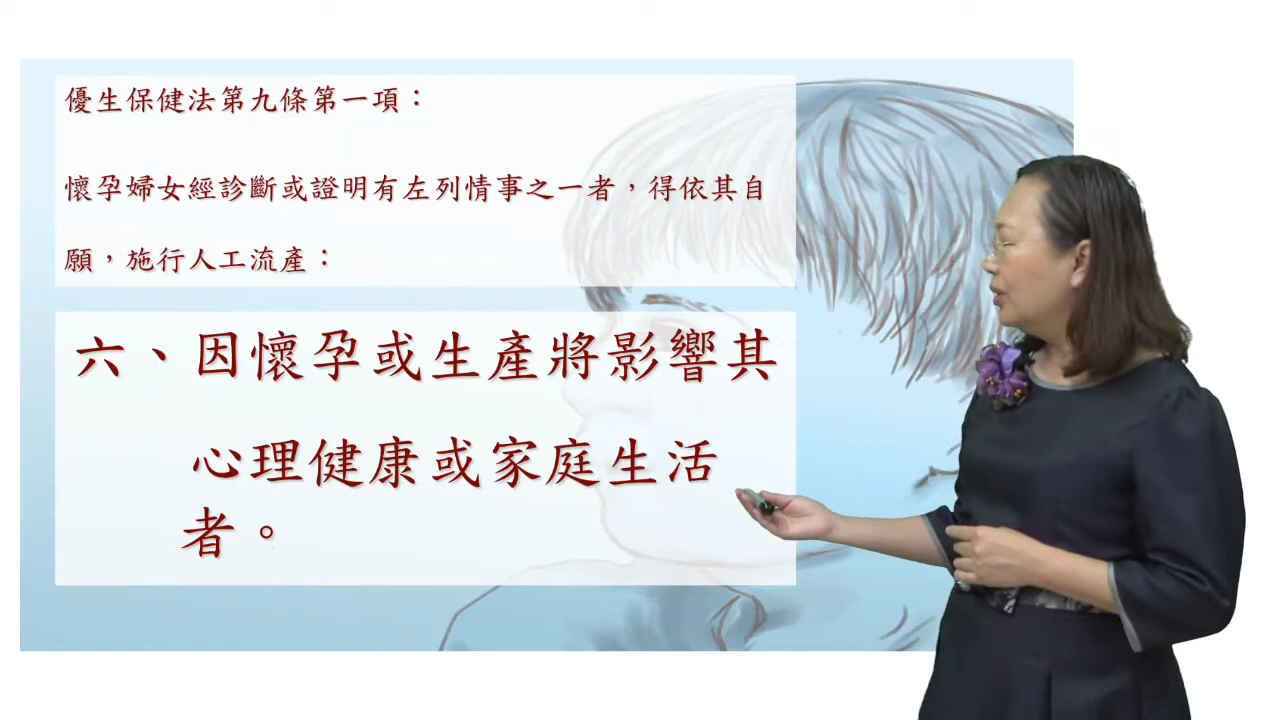 優生保健法第九條第一項：
懷孕婦女經診斷或證明有左列情事之一者，得依其自
願，施行人工流產：
六、因懷孕或生產將影響其
心理健康或家庭生活
者。